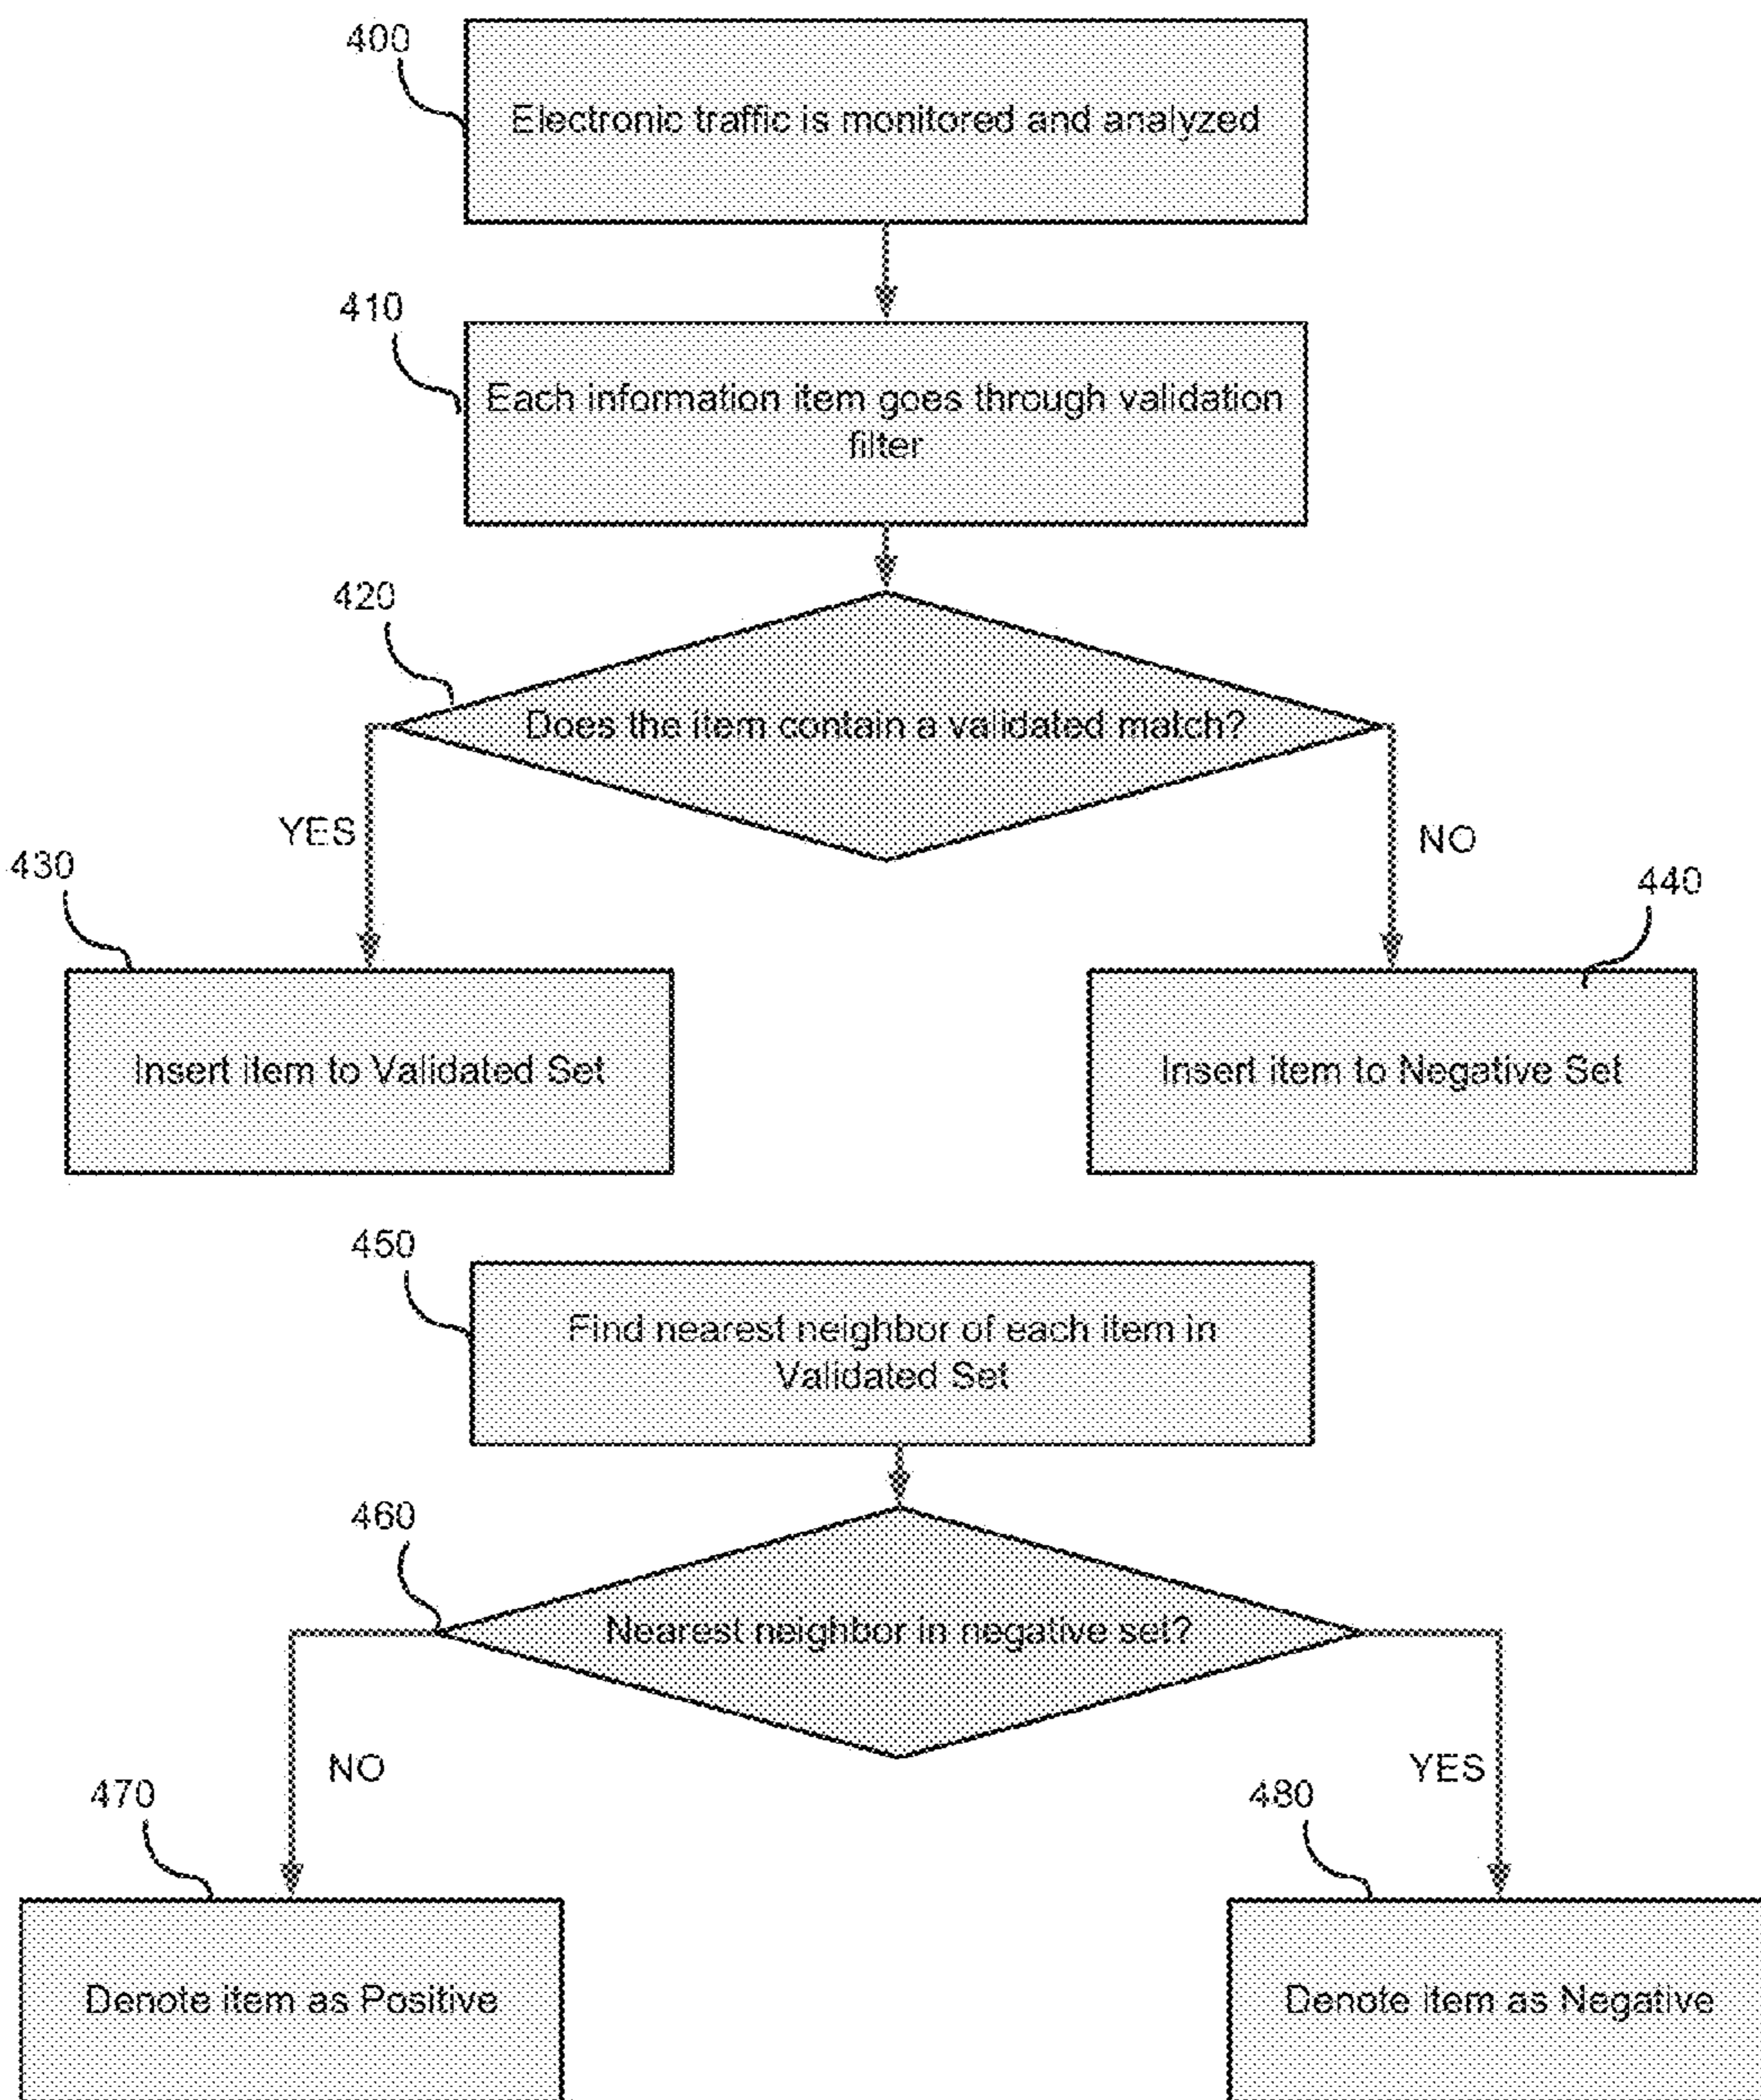 400
Electronic traffic is monitored and analyzed
410
Each information item goes through validation
filter
420
Does the item contain a validated match?
YES
NO
430
440
Insert item to Validated Set
Insert item to Negative Set
450
Find nearest neighbor of each item in
Validated Set
460
Nearest neighbor in negative set?
NO
YES
470
480
Denote item as Positive
Denote item as Negative